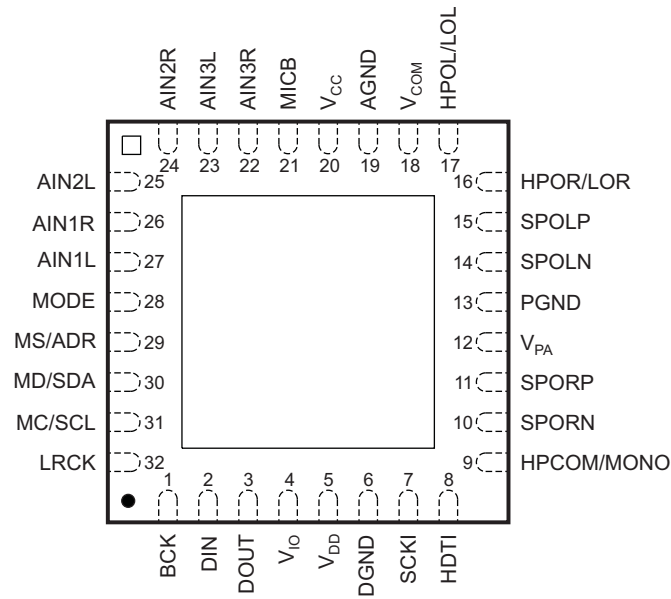 AIN2R
AIN3L
AIN3R
MICB
VCC
AGND
VCOM
HPOL/LOL
24 23 22 21 20 19 18 17
AIN2L 25
AIN1R 26
AIN1L 27
MODE 28
MS/ADR 29
MD/SDA 30
MC/SCL 31
LRCK 32
16 HPOR/LOR
15 SPOLP
14 SPOLN
13 PGND
12 VPA
11 SPORP
10 SPORN
9 HPCOM/MONO
1 2 3 4 5 6 7 8
BCK
DIN
DOUT
VIO
VDD
DGND
SCKI
HDTI